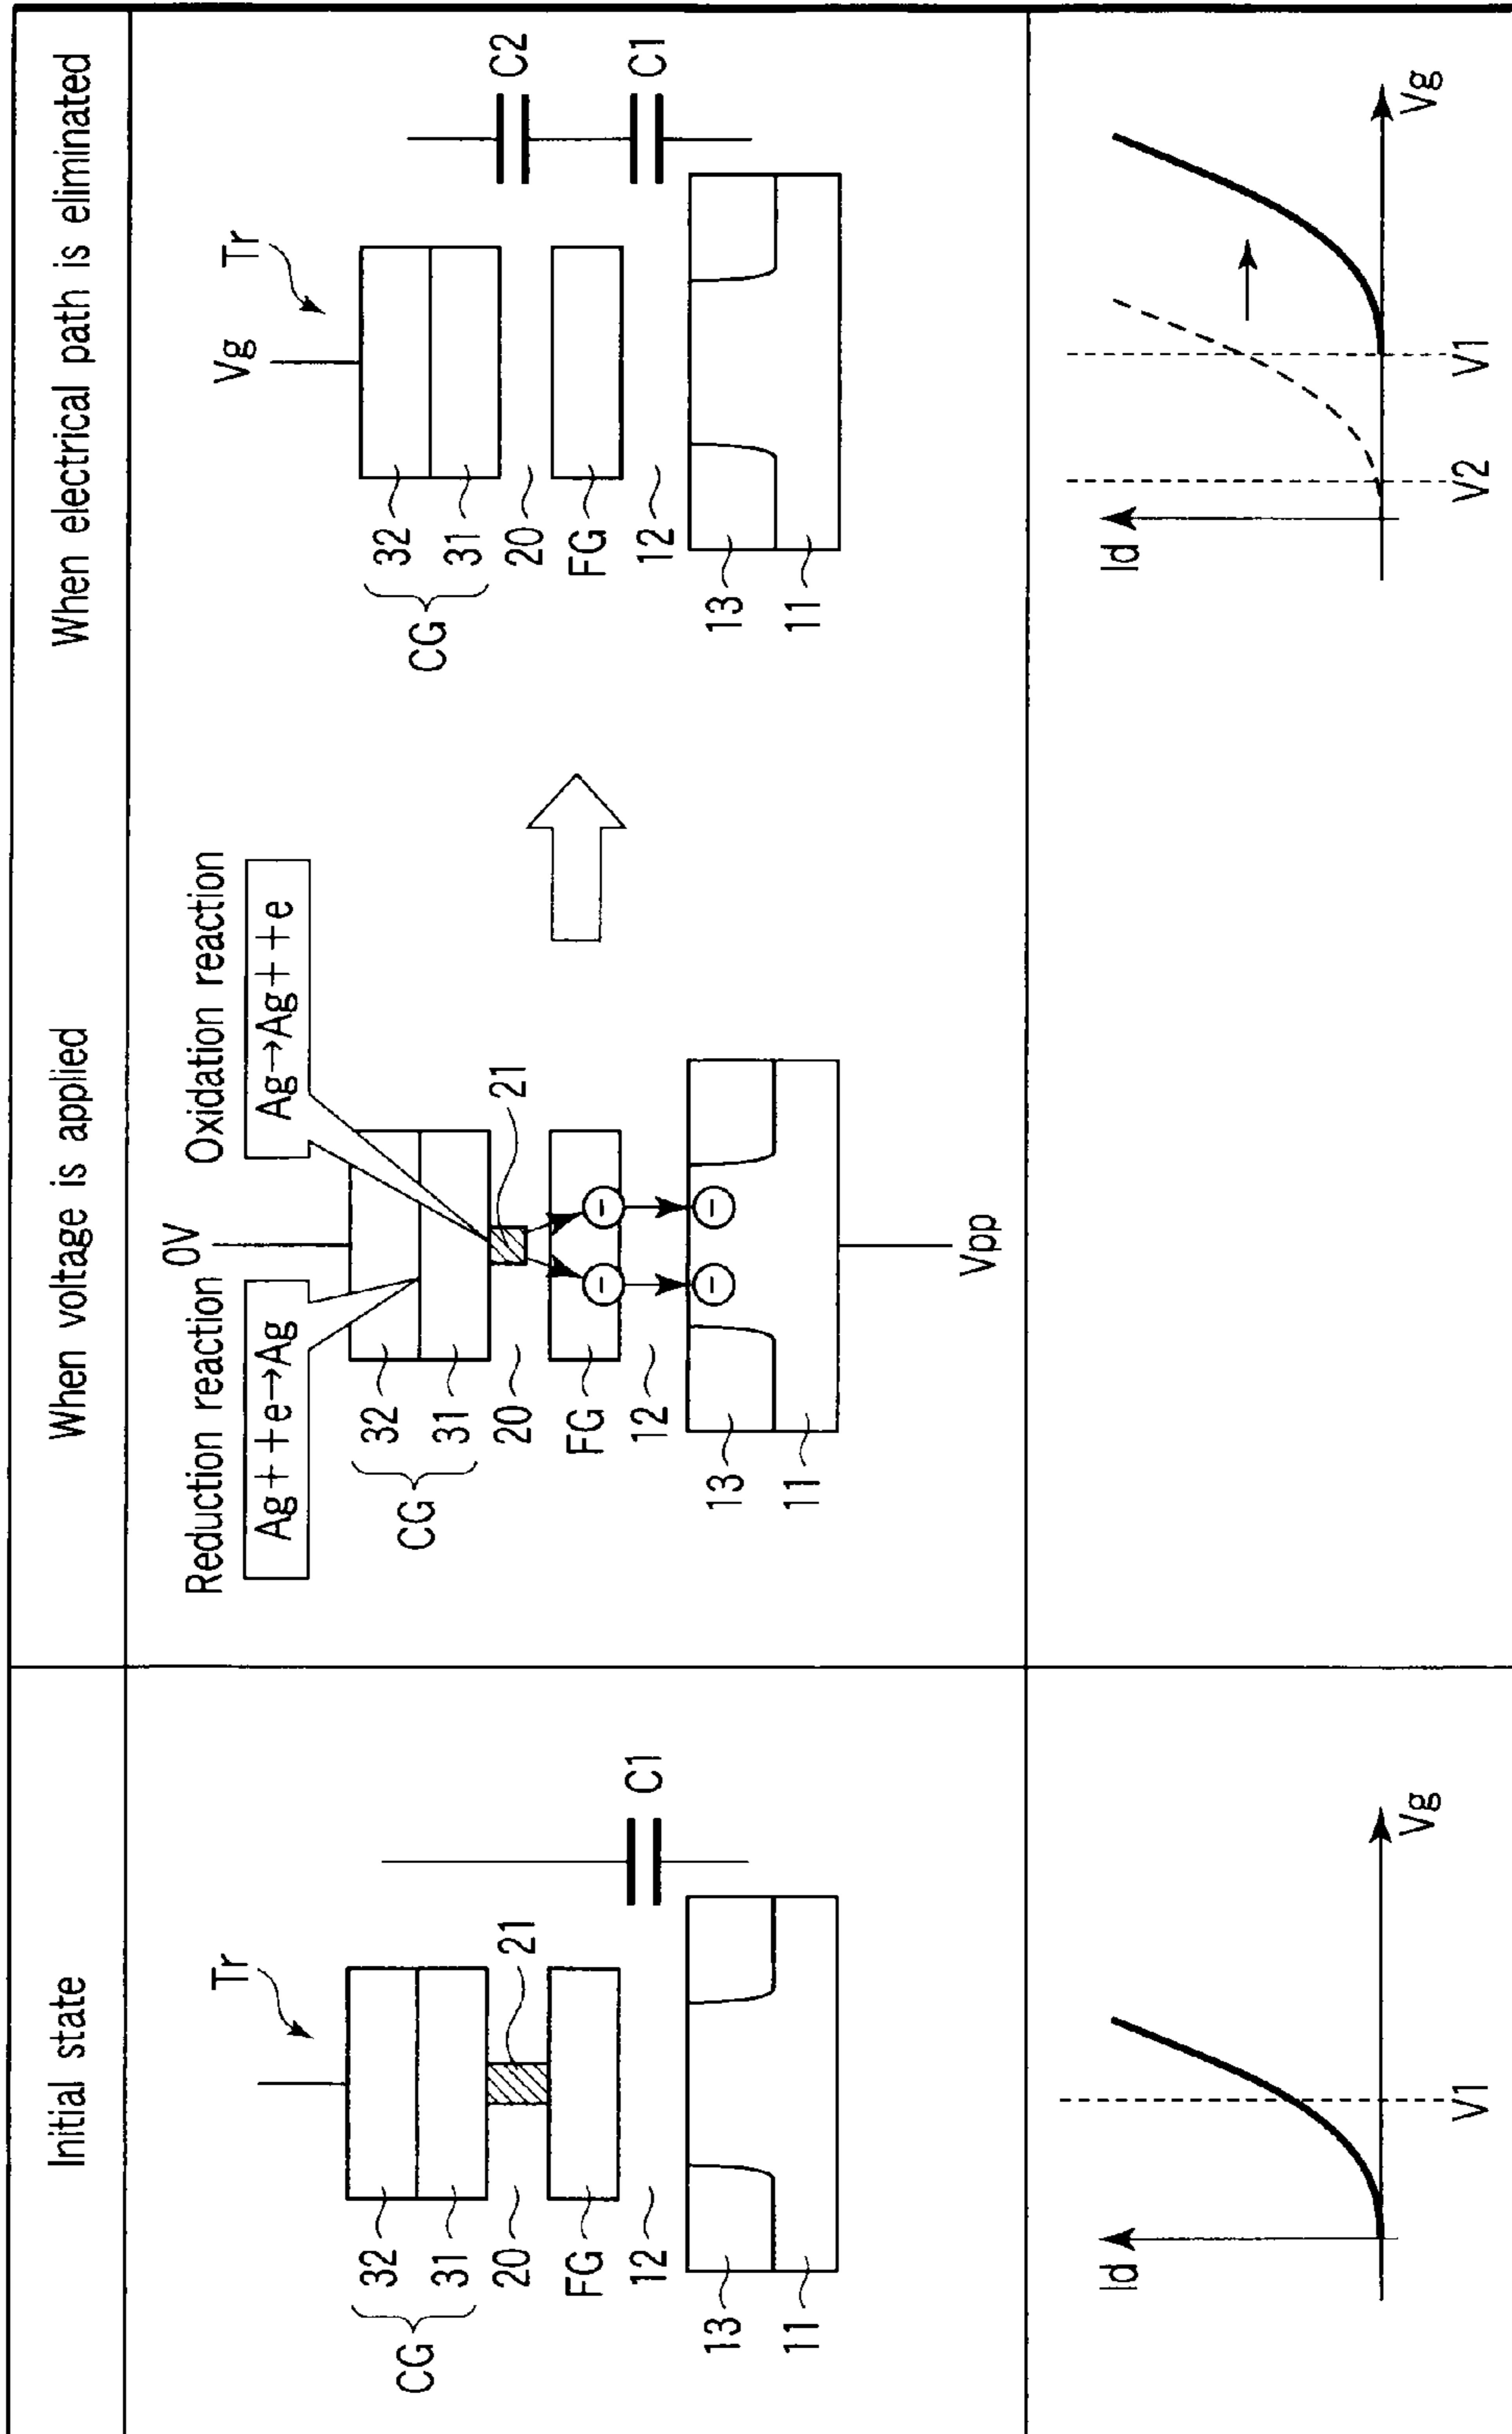 Initial state
When voltage is applied
When electrical path is eliminated
Tr
21
32
31
CG
20
FG
12
13
11
C1
Reduction reaction
Ag++e→Ag
0V
Oxidation reaction
Ag→Ag++e
21
32
31
CG
20
FG
12
13
11
−
−
−
−
Vpp
Vg
Tr
32
31
CG
20
FG
12
13
11
C2
C1
Id
V1
Vg
Id
V2
V1
Vg